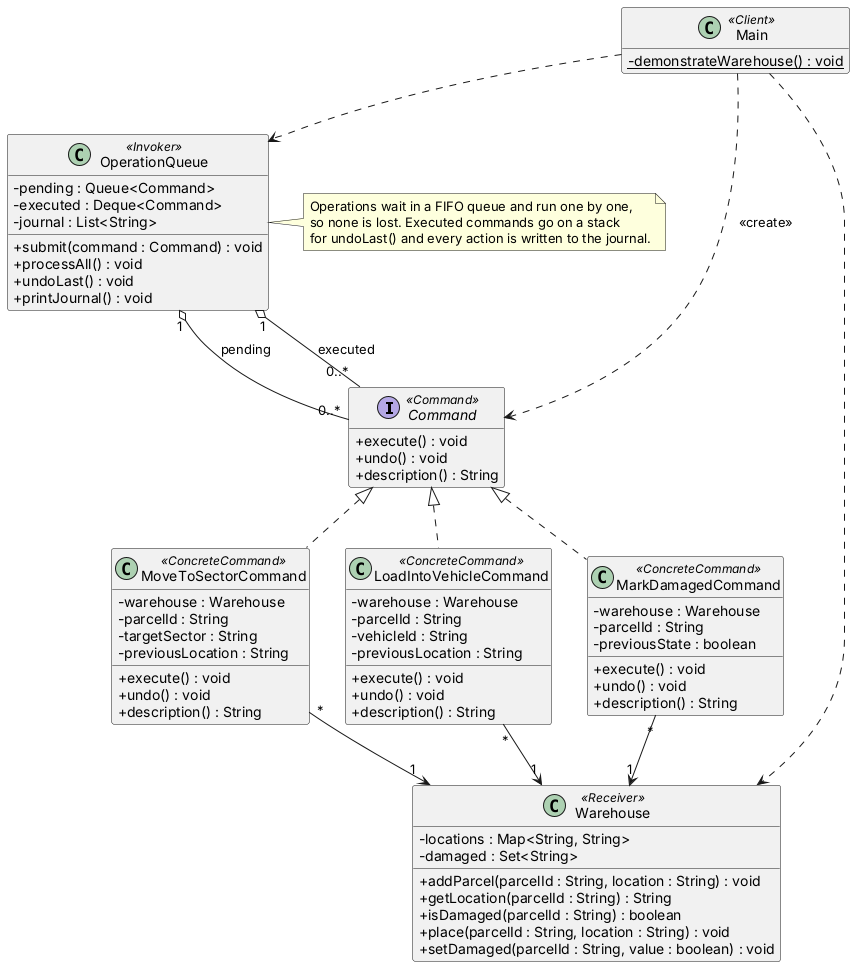 «Client»
C Main
-demonstrateWarehouse() : void
«Invoker»
C OperationQueue
-pending : Queue<Command>
-executed : Deque<Command>
-journal : List<String>
+submit(command : Command) : void
+processAll() : void
+undoLast() : void
+printJournal() : void
Operations wait in a FIFO queue and run one by one,
so none is lost. Executed commands go on a stack
for undoLast() and every action is written to the journal.
«create»
1
1
pending
executed
0..*
0..*
«Command»
I Command
+execute() : void
+undo() : void
+description() : String
«ConcreteCommand»
C MoveToSectorCommand
-warehouse : Warehouse
-parcelId : String
-targetSector : String
-previousLocation : String
+execute() : void
+undo() : void
+description() : String
«ConcreteCommand»
C LoadIntoVehicleCommand
-warehouse : Warehouse
-parcelId : String
-vehicleId : String
-previousLocation : String
+execute() : void
+undo() : void
+description() : String
«ConcreteCommand»
C MarkDamagedCommand
-warehouse : Warehouse
-parcelId : String
-previousState : boolean
+execute() : void
+undo() : void
+description() : String
*
*
*
1
1
1
«Receiver»
C Warehouse
-locations : Map<String, String>
-damaged : Set<String>
+addParcel(parcelId : String, location : String) : void
+getLocation(parcelId : String) : String
+isDamaged(parcelId : String) : boolean
+place(parcelId : String, location : String) : void
+setDamaged(parcelId : String, value : boolean) : void